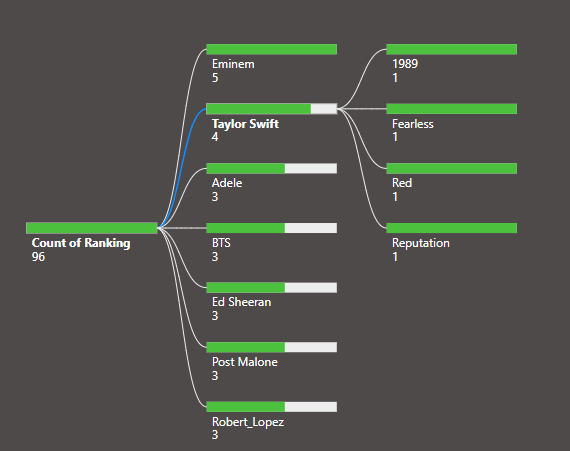 Count of Ranking
96
Eminem
5
Taylor Swift
4
Adele
3
BTS
3
Ed Sheeran
3
Post Malone
3
Robert_Lopez
3
1989
1
Fearless
1
Red
1
Reputation
1